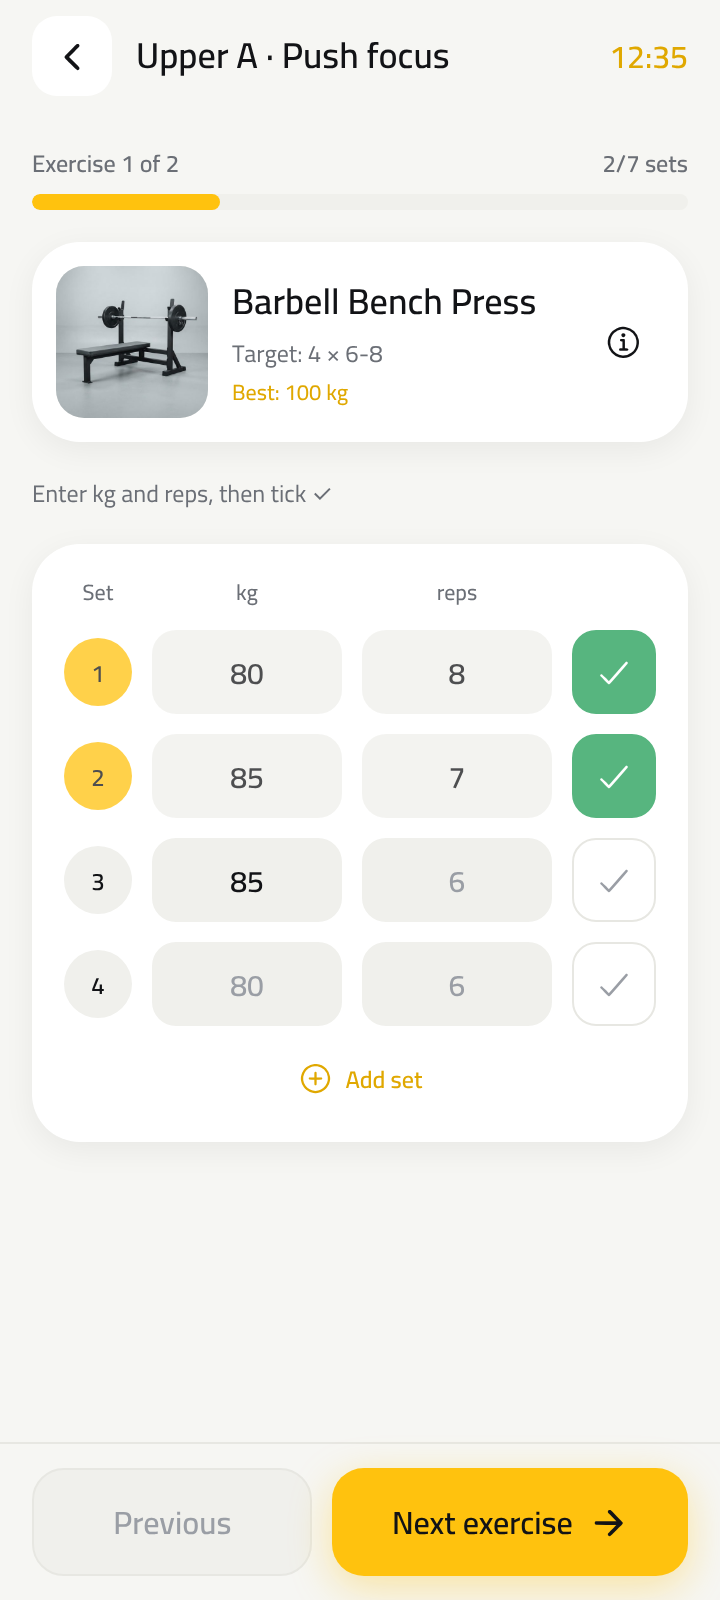 Upper A · Push focus 12:35
Exercise 1 of 2 2/7 sets
Barbell Bench Press
Target: 4 × 6-8
Best: 100 kg
Enter kg and reps, then tick ✓
Set kg reps
1 80 8
2 85 7
3 85 6
4 80 6
Add set
Previous Next exercise →